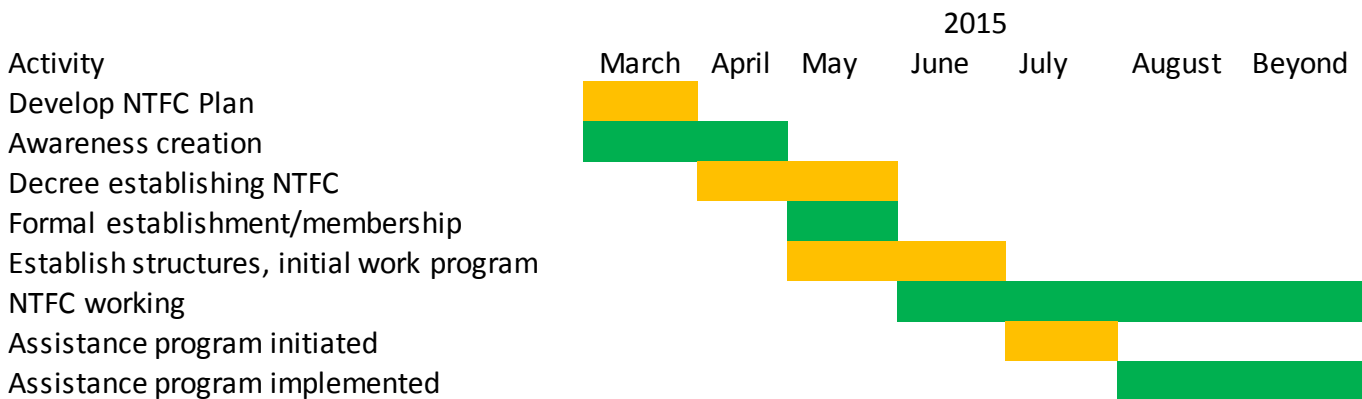 2015
Activity March April May June July August Beyond
Develop NTFC Plan
Awareness creation
Decree establishing NTFC
Formal establishment/membership
Establish structures, initial work program
NTFC working
Assistance program initiated
Assistance program implemented